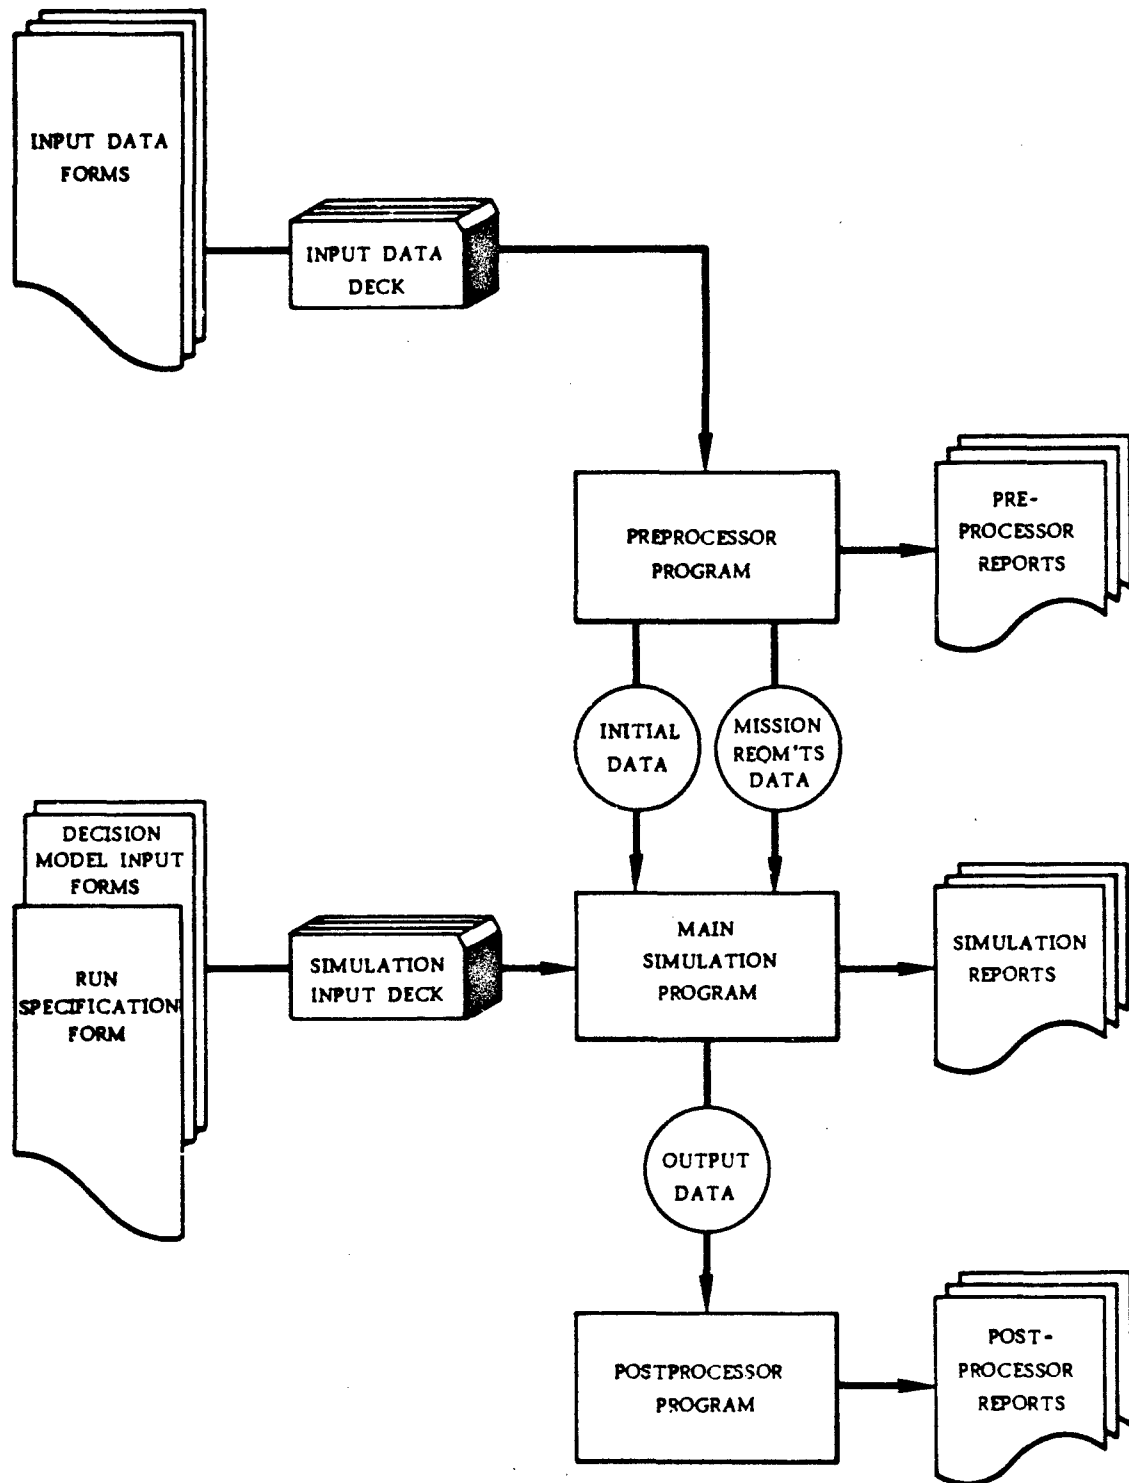 INPUT DATA
FORMS
INPUT DATA
DECK
PREPROCESSOR
PROGRAM
PRE-
PROCESSOR
REPORTS
INITIAL
DATA
MISSION
REQM'TS
DATA
DECISION
MODEL INPUT
FORMS
RUN
SPECIFICATION
FORM
SIMULATION
INPUT DECK
MAIN
SIMULATION
PROGRAM
SIMULATION
REPORTS
OUTPUT
DATA
POSTPROCESSOR
PROGRAM
POST-
PROCESSOR
REPORTS